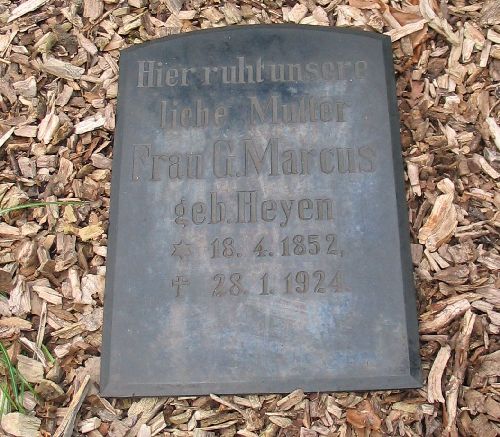 Hier ruht unsere
liebe Mutter
Frau G. Marcus
geb. Heyen
✡ 18. 4. 1852,
† 28. 1. 1924.